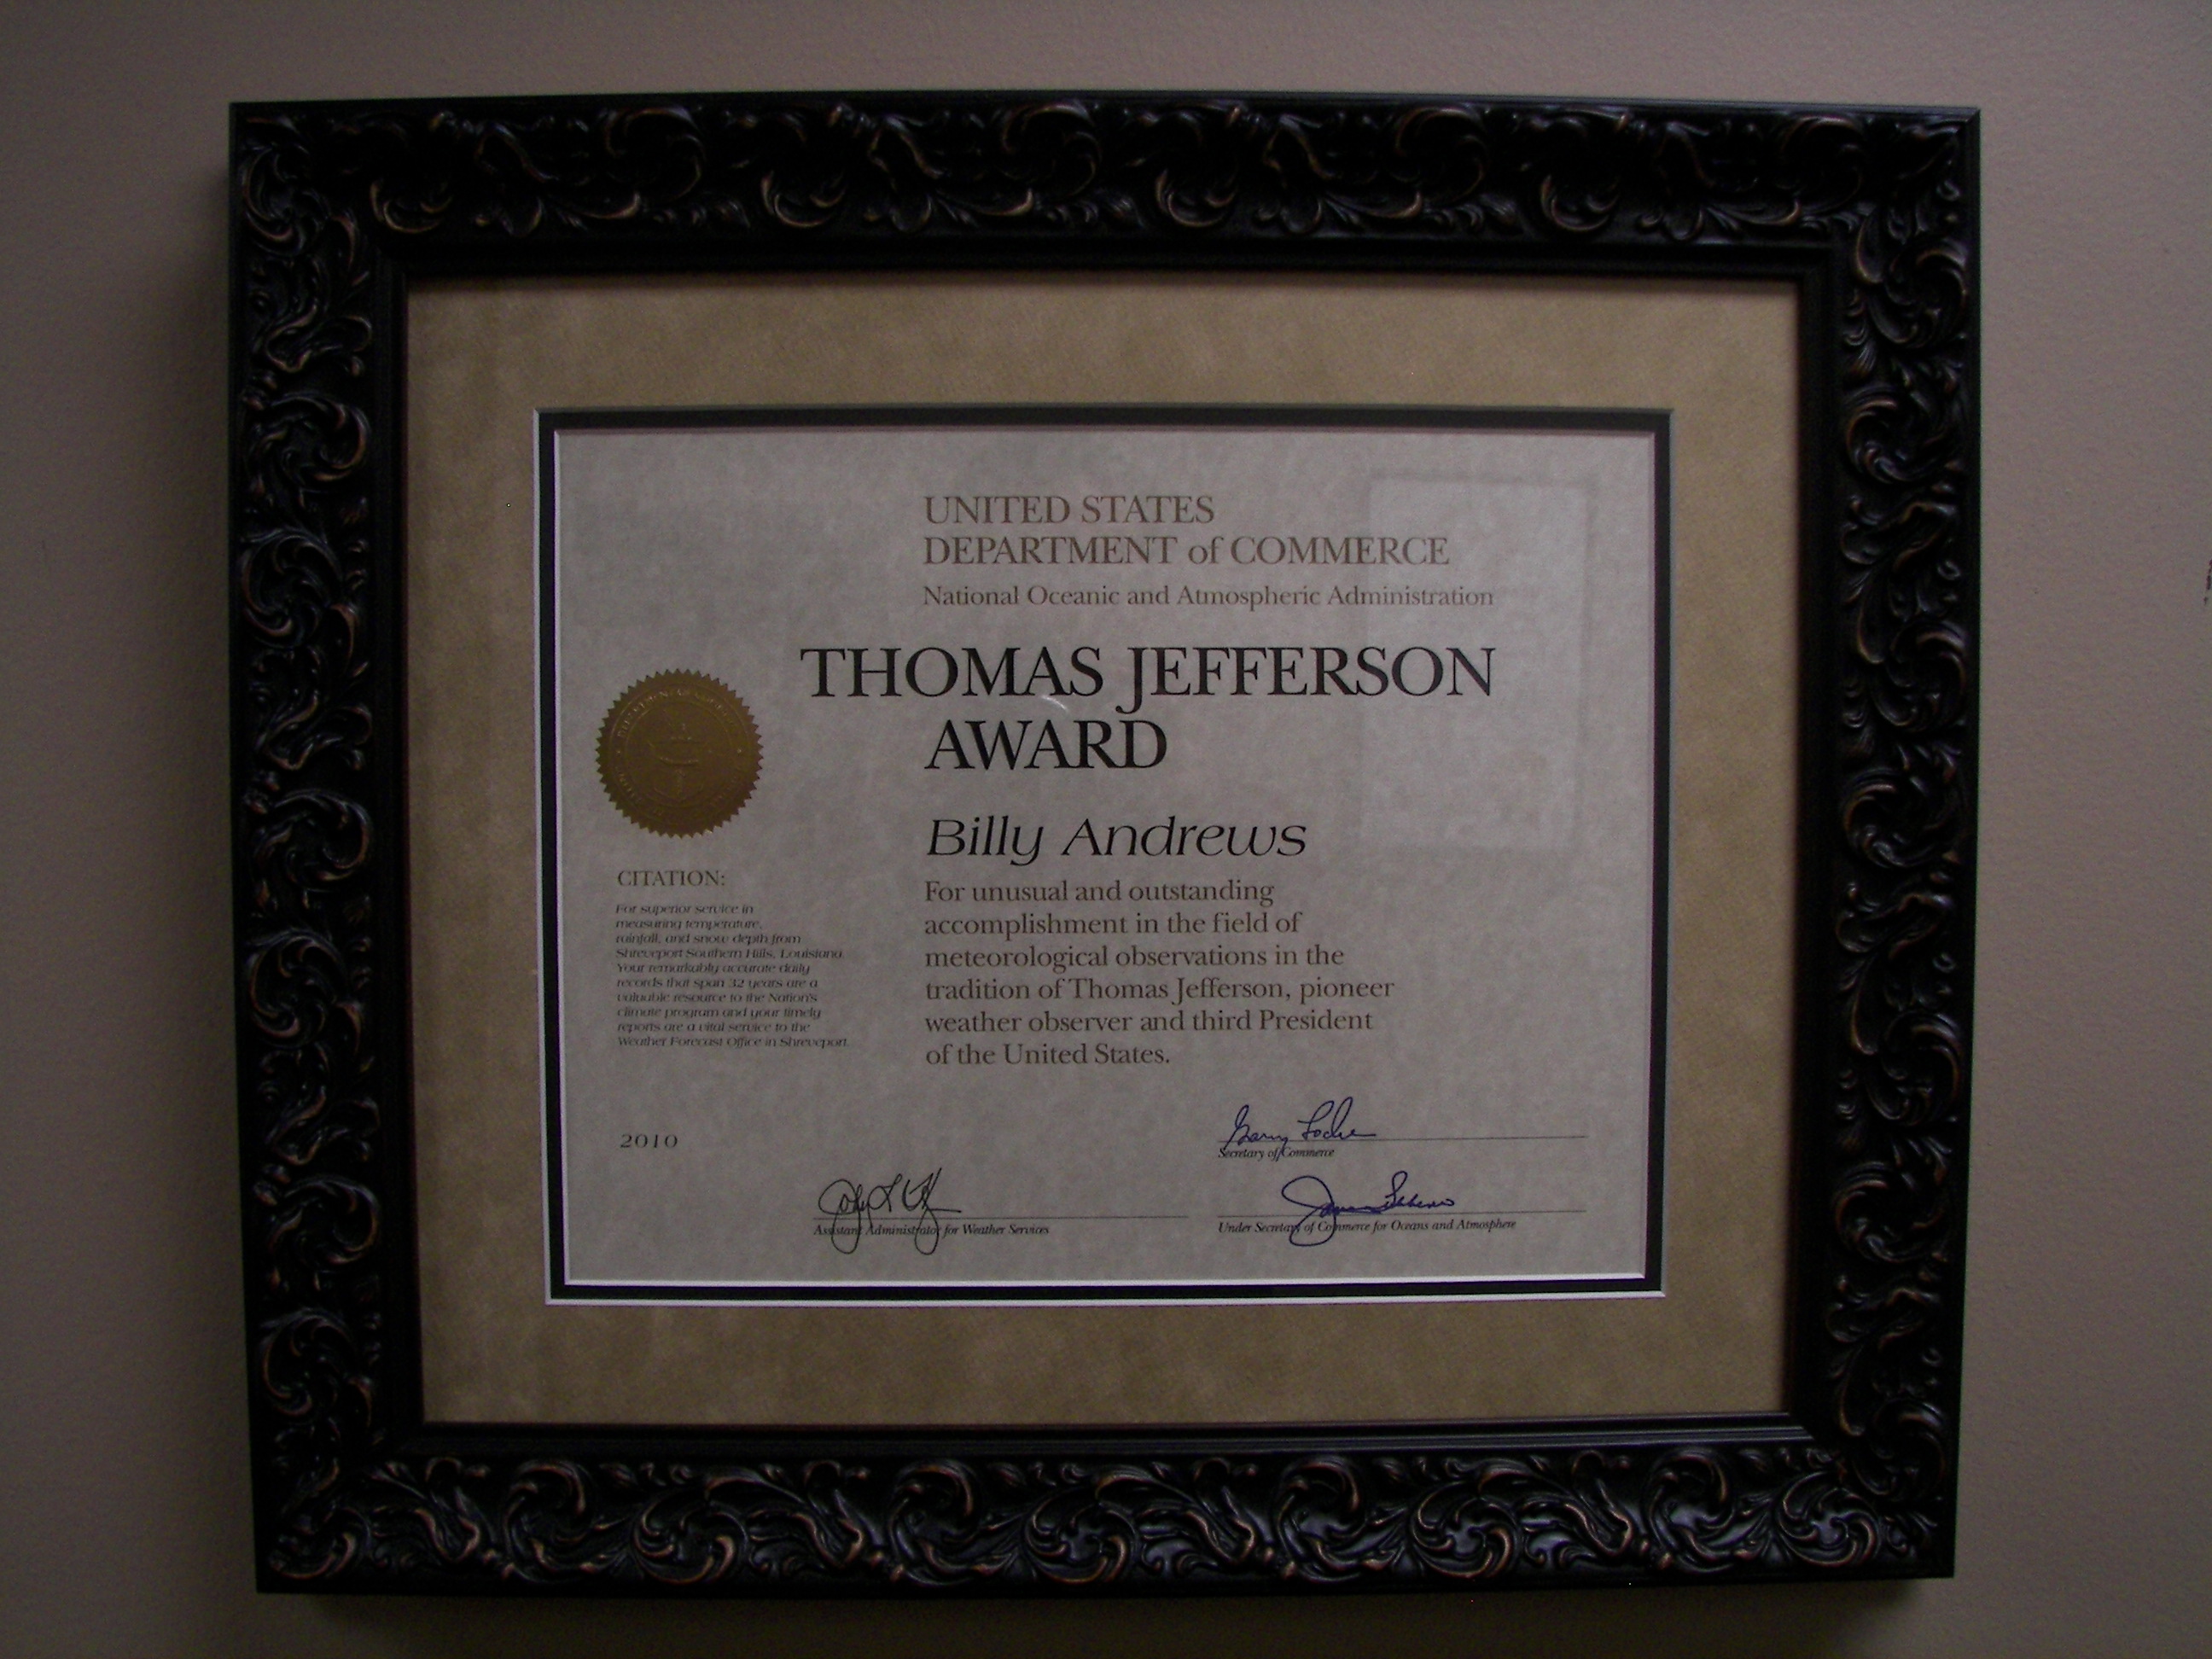 UNITED STATES
DEPARTMENT of COMMERCE
National Oceanic and Atmospheric Administration
THOMAS JEFFERSON
AWARD
Billy Andrews
For unusual and outstanding
accomplishment in the field of
meteorological observations in the
tradition of Thomas Jefferson, pioneer
weather observer and third President
of the United States.
CITATION:
For superior service in
measuring temperature,
rainfall, and snow depth from
Shreveport Southern Hills, Louisiana.
Your remarkably accurate daily
records that span 32 years are a
valuable resource to the Nation's
climate program and your timely
reports are a vital service to the
Weather Forecast Office in Shreveport.
2010
Gary Locke
Secretary of Commerce
Assistant Administrator for Weather Services
Under Secretary of Commerce for Oceans and Atmosphere